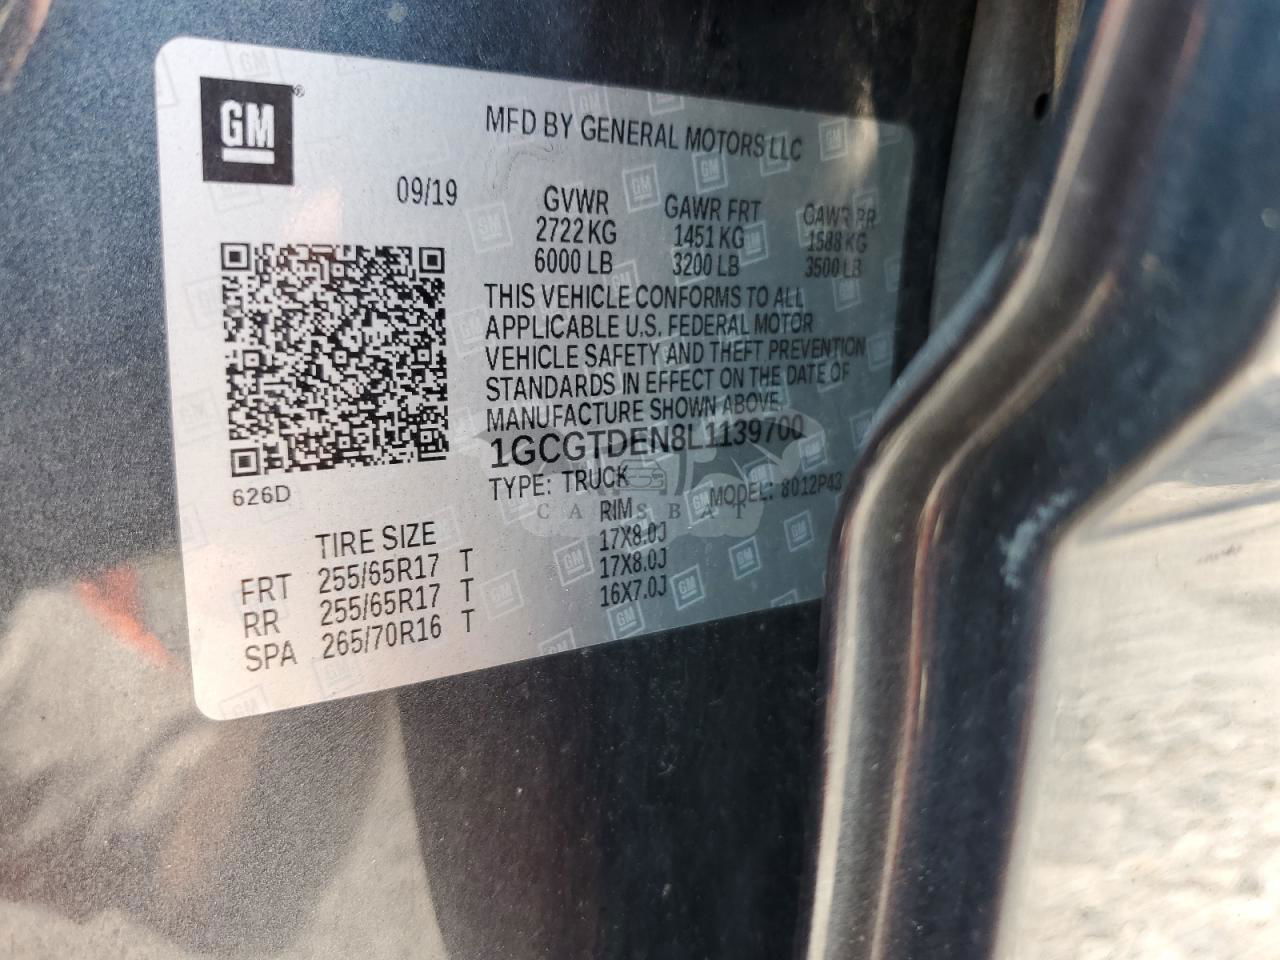 GM
MFD BY GENERAL MOTORS LLC
09/19
GVWR GAWR FRT GAWR RR
2722 KG 1451 KG 1588 KG
6000 LB 3200 LB 3500 LB
THIS VEHICLE CONFORMS TO ALL
APPLICABLE U.S. FEDERAL MOTOR
VEHICLE SAFETY AND THEFT PREVENTION
STANDARDS IN EFFECT ON THE DATE OF
MANUFACTURE SHOWN ABOVE.
1GCGTDEN8L1139700
626D
TYPE: TRUCK MODEL: 8012P43
CARSBAT
TIRE SIZE RIM
FRT 255/65R17 T 17X8.0J
RR 255/65R17 T 17X8.0J
SPA 265/70R16 T 16X7.0J